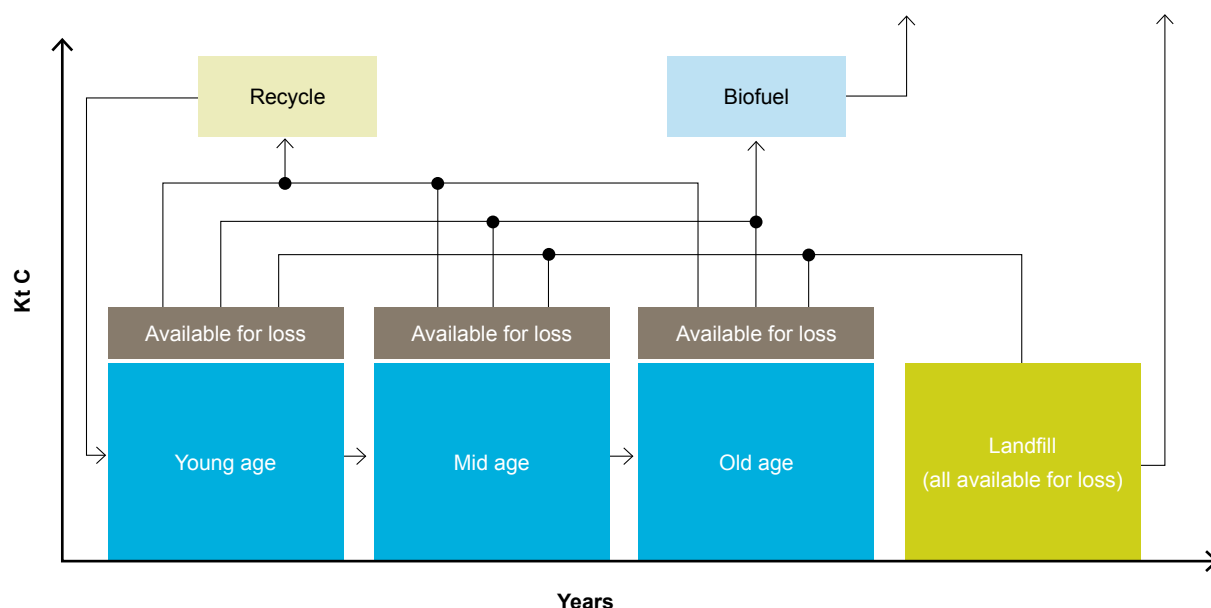 Recycle
Biofuel
Kt C
Available for loss
Available for loss
Available for loss
Young age
Mid age
Old age
Landfill
(all available for loss)
Years